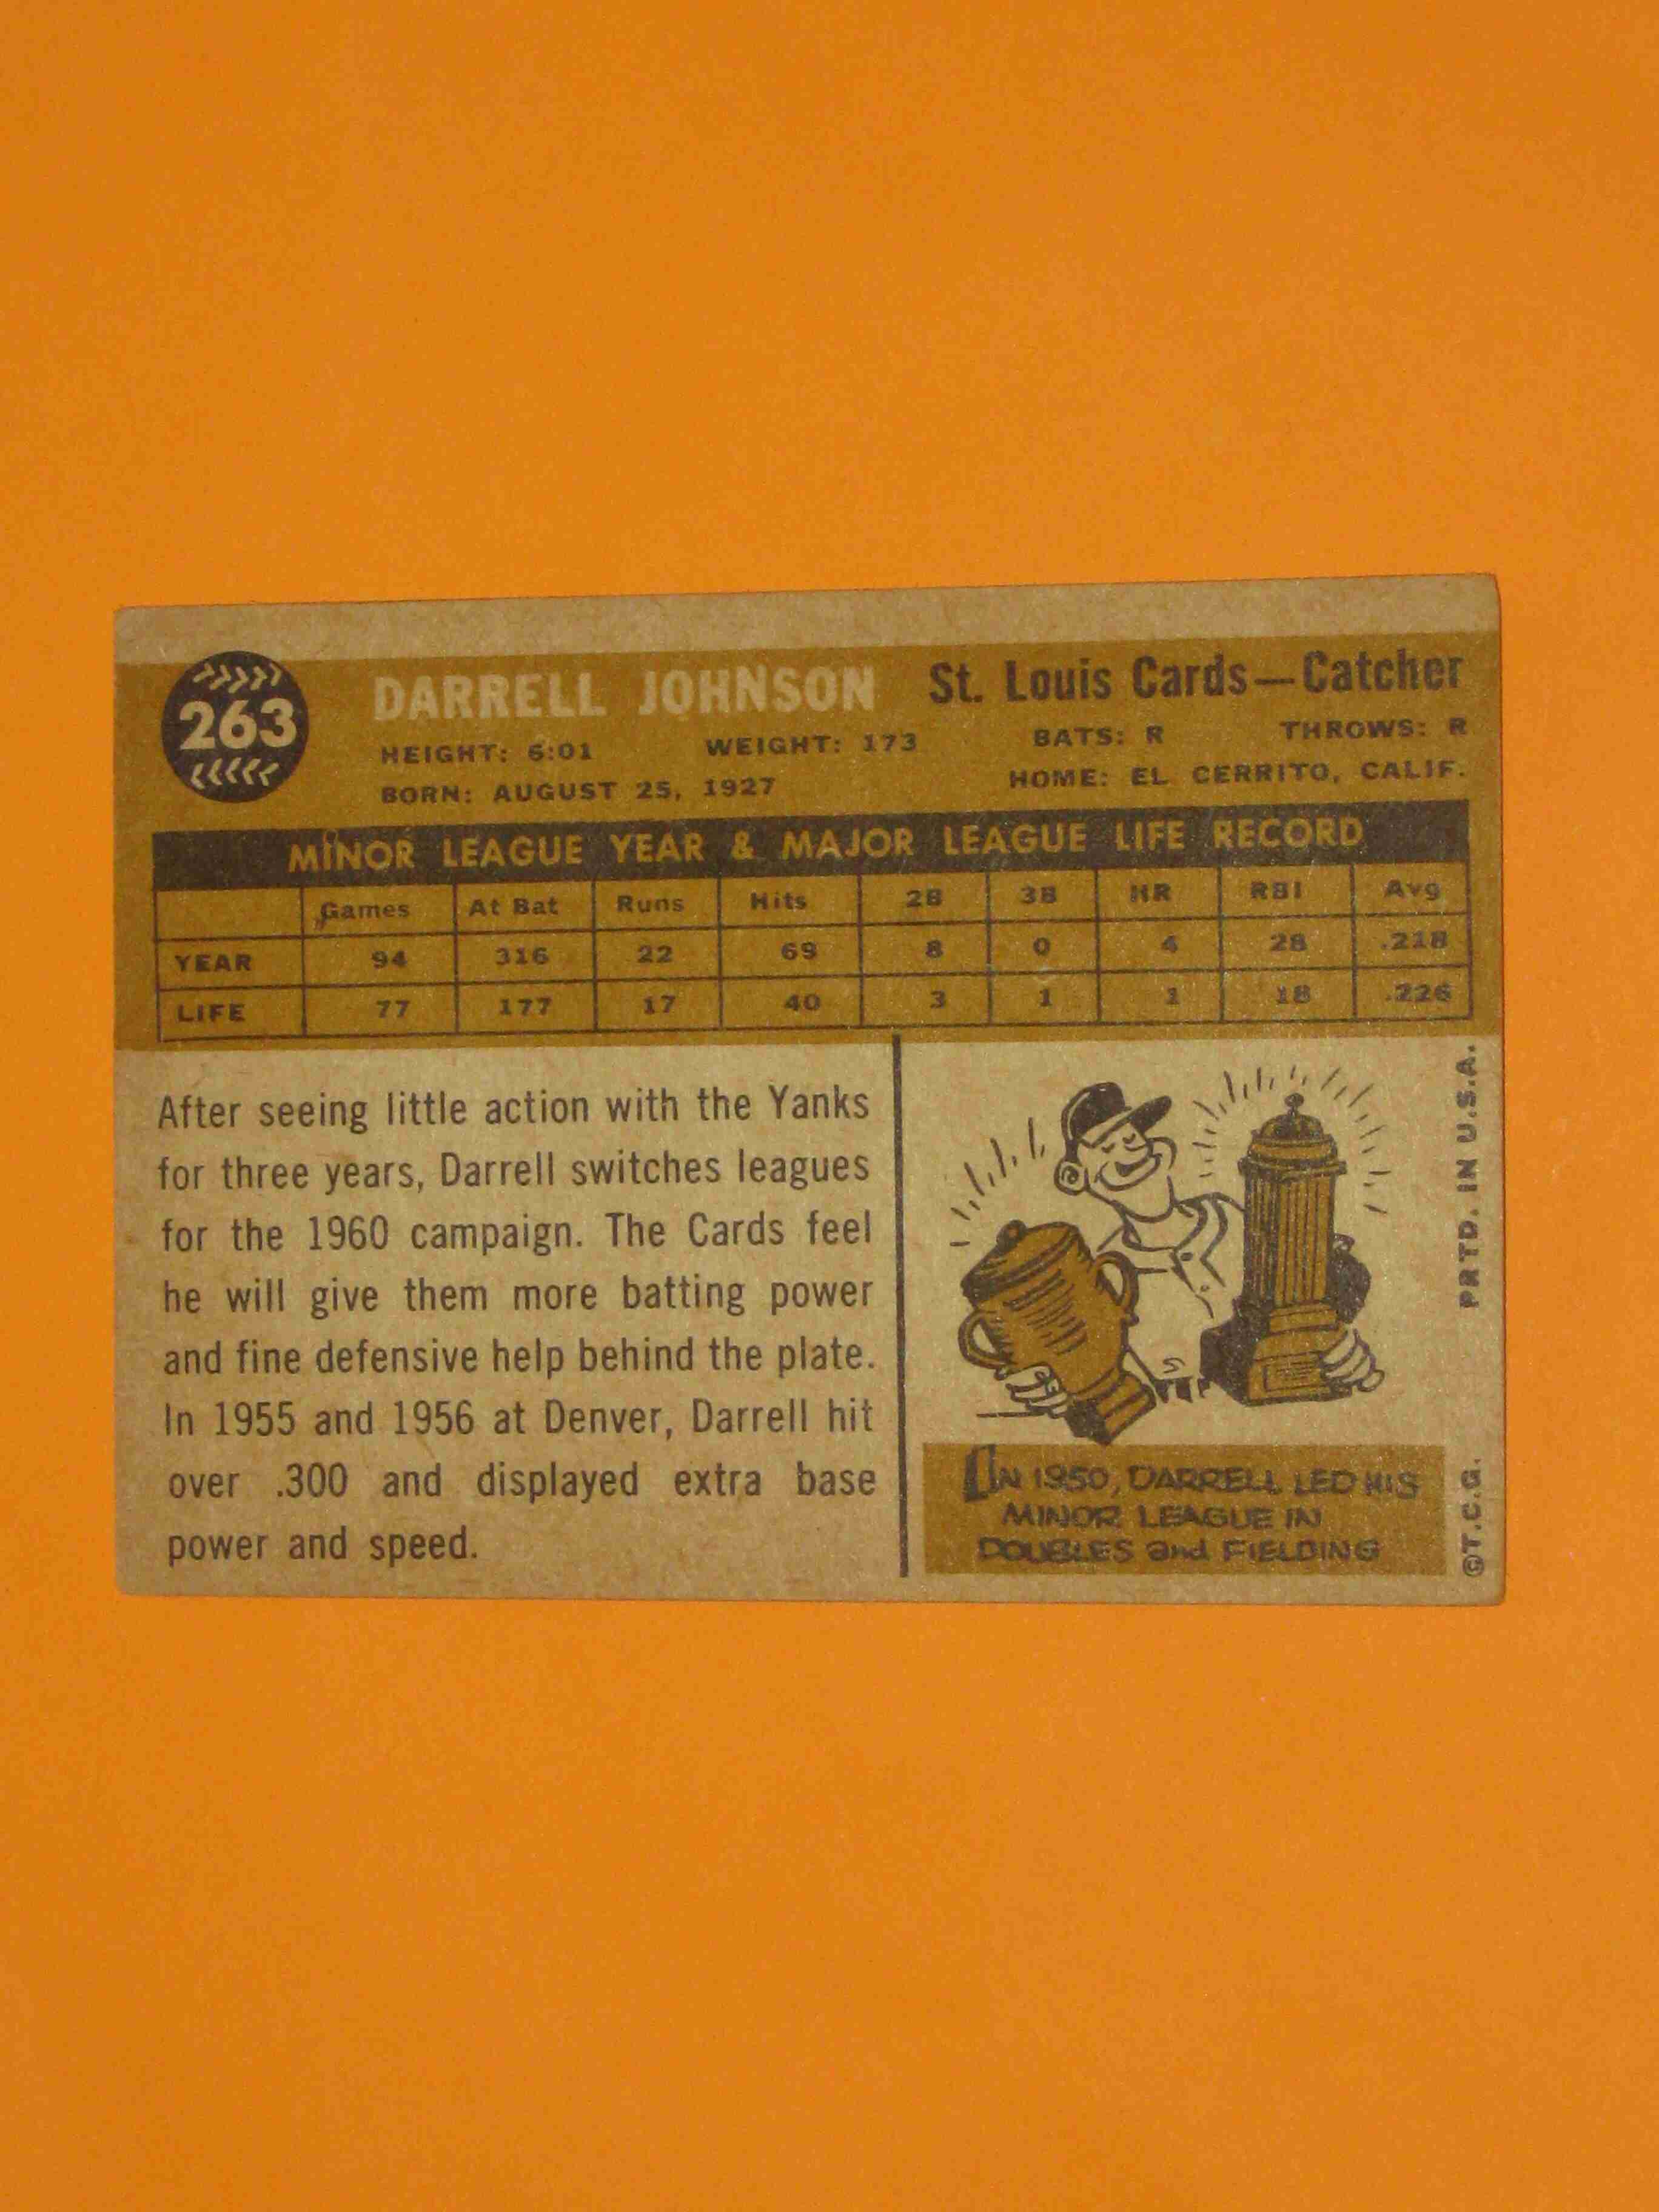 263
DARRELL JOHNSON St. Louis Cards—Catcher
HEIGHT: 6:01 WEIGHT: 173 BATS: R THROWS: R
BORN: AUGUST 25, 1927 HOME: EL CERRITO, CALIF.
MINOR LEAGUE YEAR & MAJOR LEAGUE LIFE RECORD
Games At Bat Runs Hits 2B 3B HR RBI Avg
YEAR 94 316 22 69 8 0 4 28 .218
LIFE 77 177 17 40 3 1 1 18 .226
After seeing little action with the Yanks
for three years, Darrell switches leagues
for the 1960 campaign. The Cards feel
he will give them more batting power
and fine defensive help behind the plate.
In 1955 and 1956 at Denver, Darrell hit
over .300 and displayed extra base
power and speed.
IN 1950, DARRELL LED HIS
MINOR LEAGUE IN
DOUBLES and FIELDING
©T.C.G. PRTD. IN U.S.A.